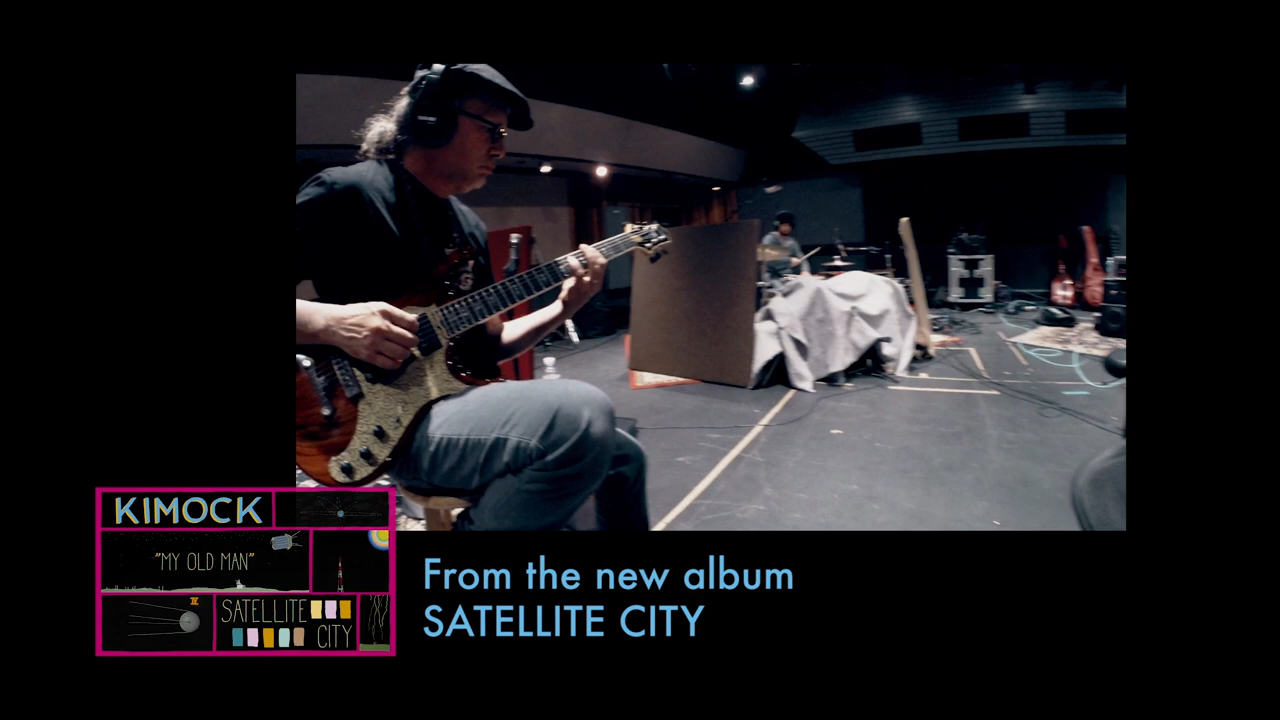 KIMOCK
"MY OLD MAN"
SATELLITE
CITY
From the new album
SATELLITE CITY